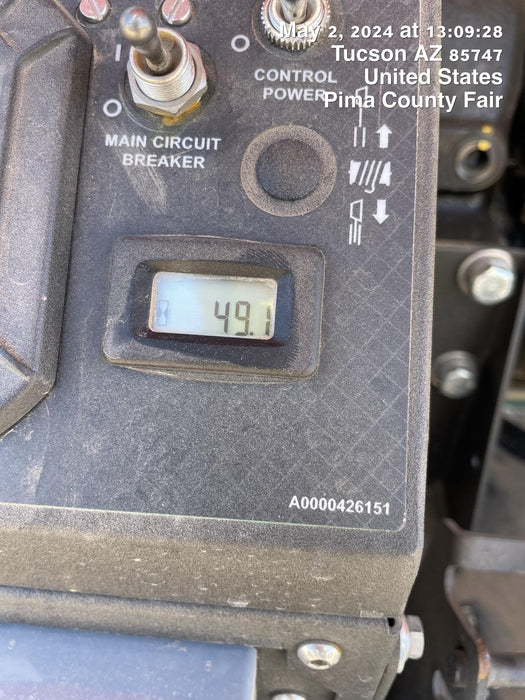 May 2, 2024 at 13:09:28
Tucson AZ 85747
United States
Pima County Fair
I
O
O
CONTROL
POWER
MAIN CIRCUIT
BREAKER
49.1
A0000426151